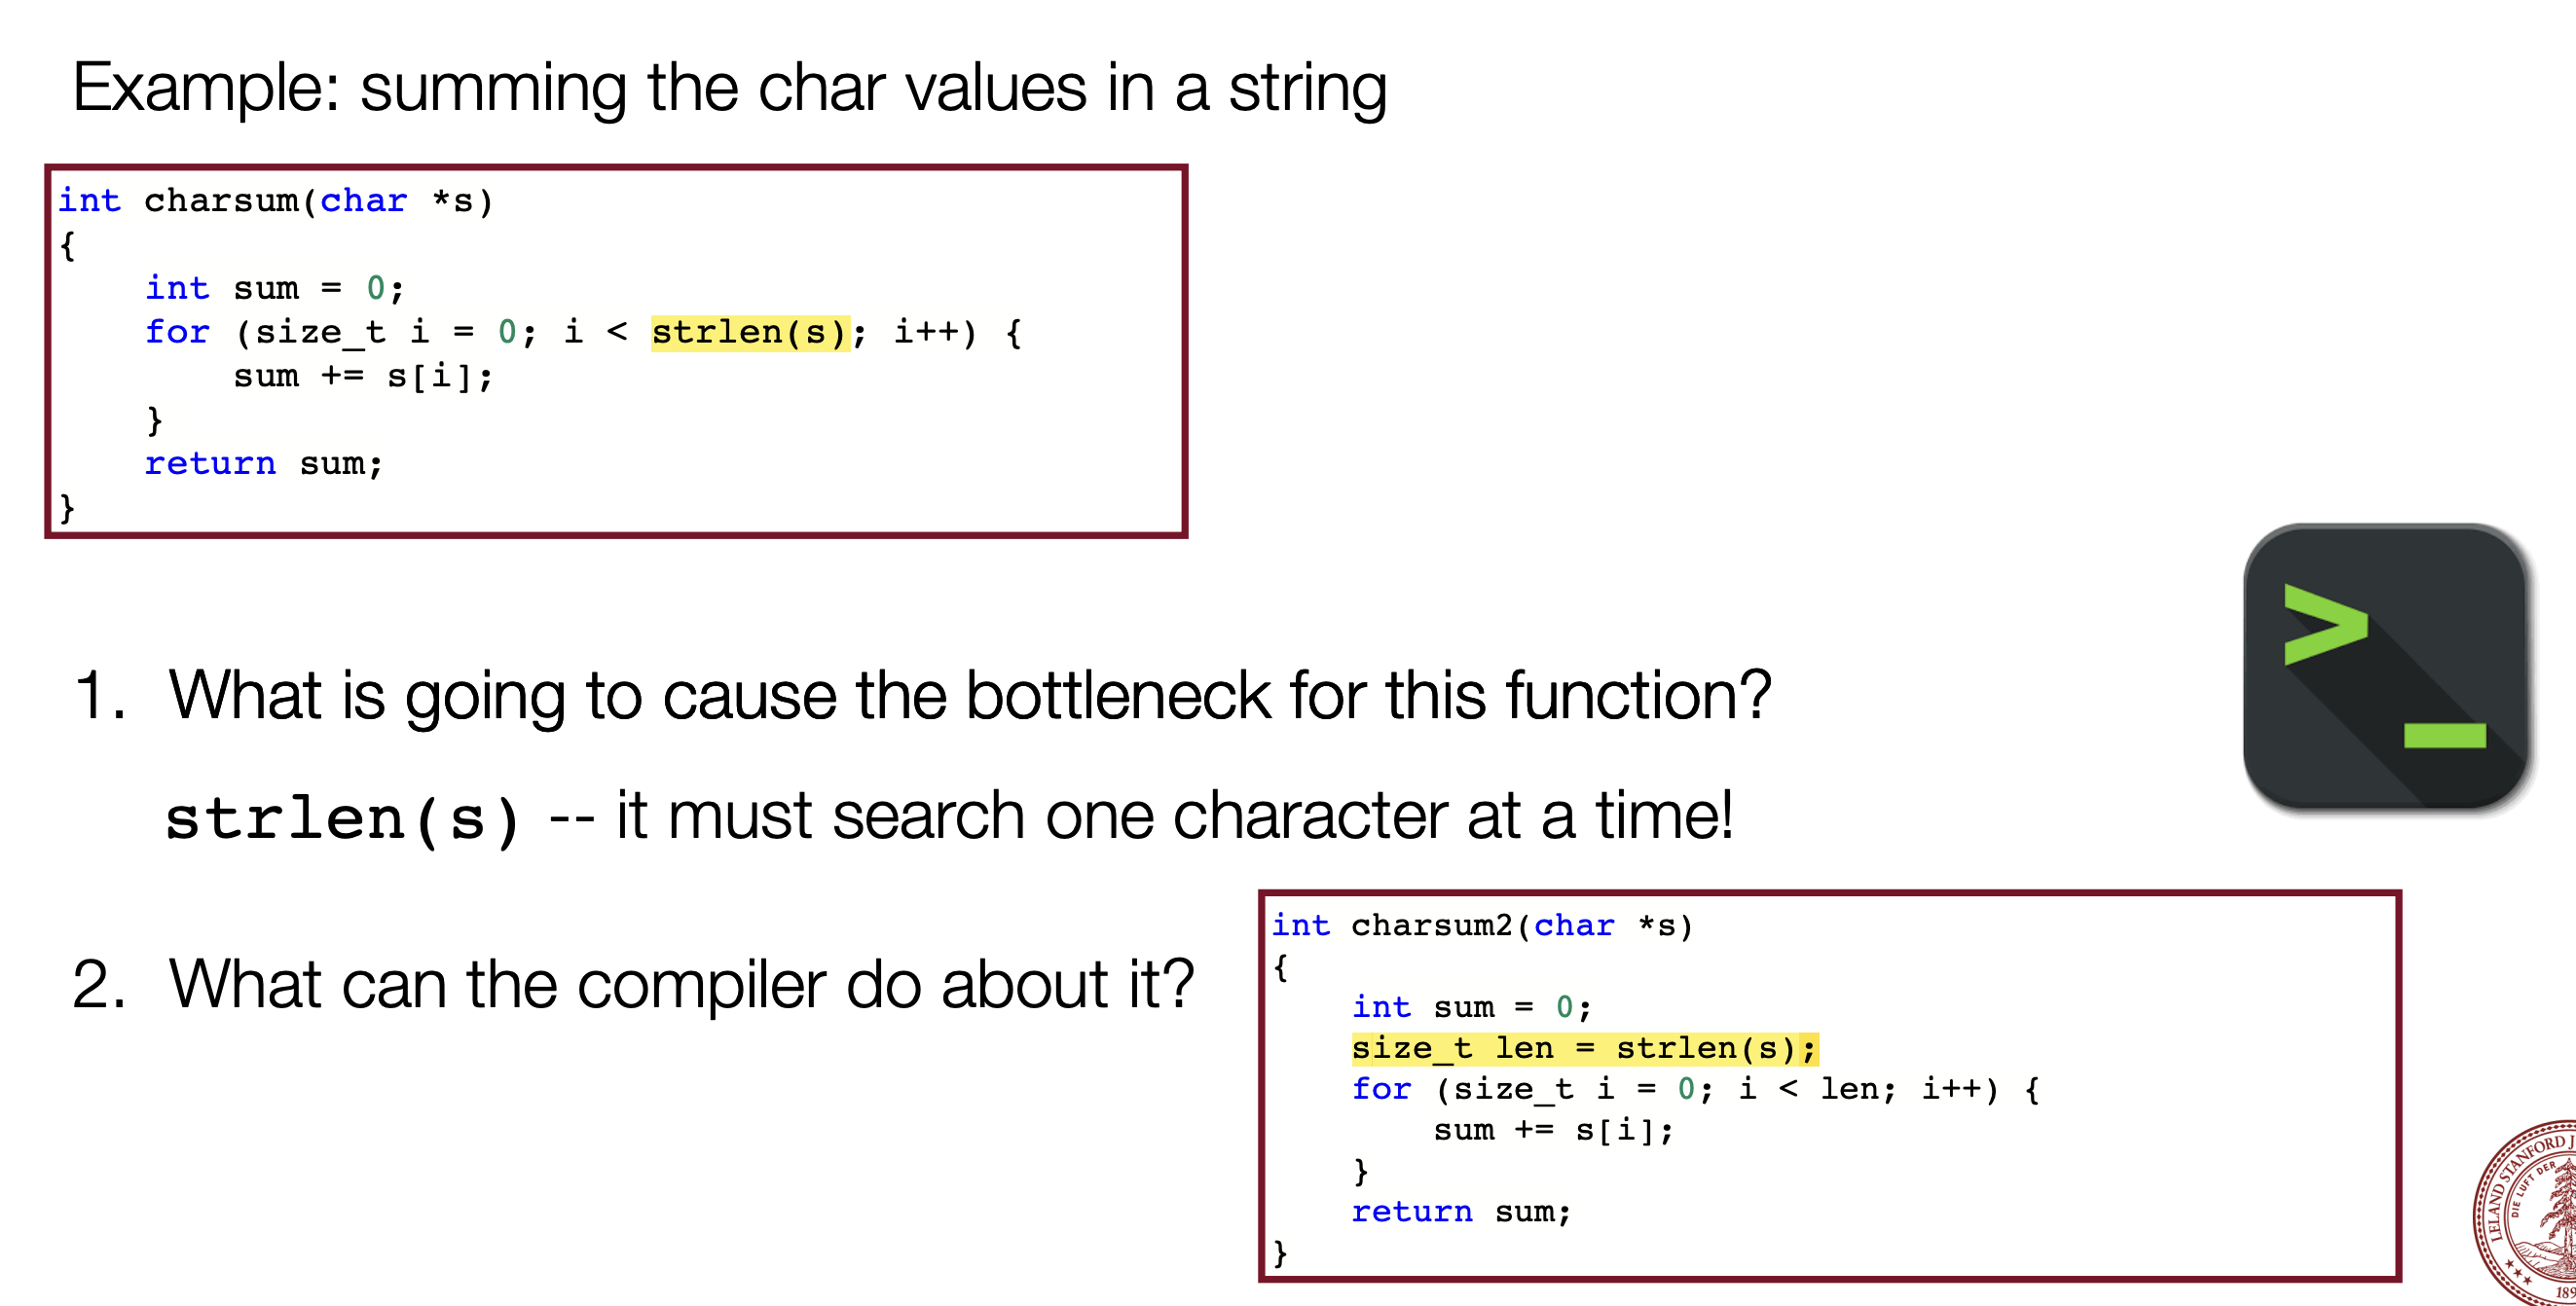 Example: summing the char values in a string
int charsum(char *s)
{
    int sum = 0;
    for (size_t i = 0; i < strlen(s); i++) {
        sum += s[i];
    }
    return sum;
}
>_
1. What is going to cause the bottleneck for this function?
strlen(s) -- it must search one character at a time!
2. What can the compiler do about it?
int charsum2(char *s)
{
    int sum = 0;
    size_t len = strlen(s);
    for (size_t i = 0; i < len; i++) {
        sum += s[i];
    }
    return sum;
}
LELAND STANFORD J
DIE LUFT DER